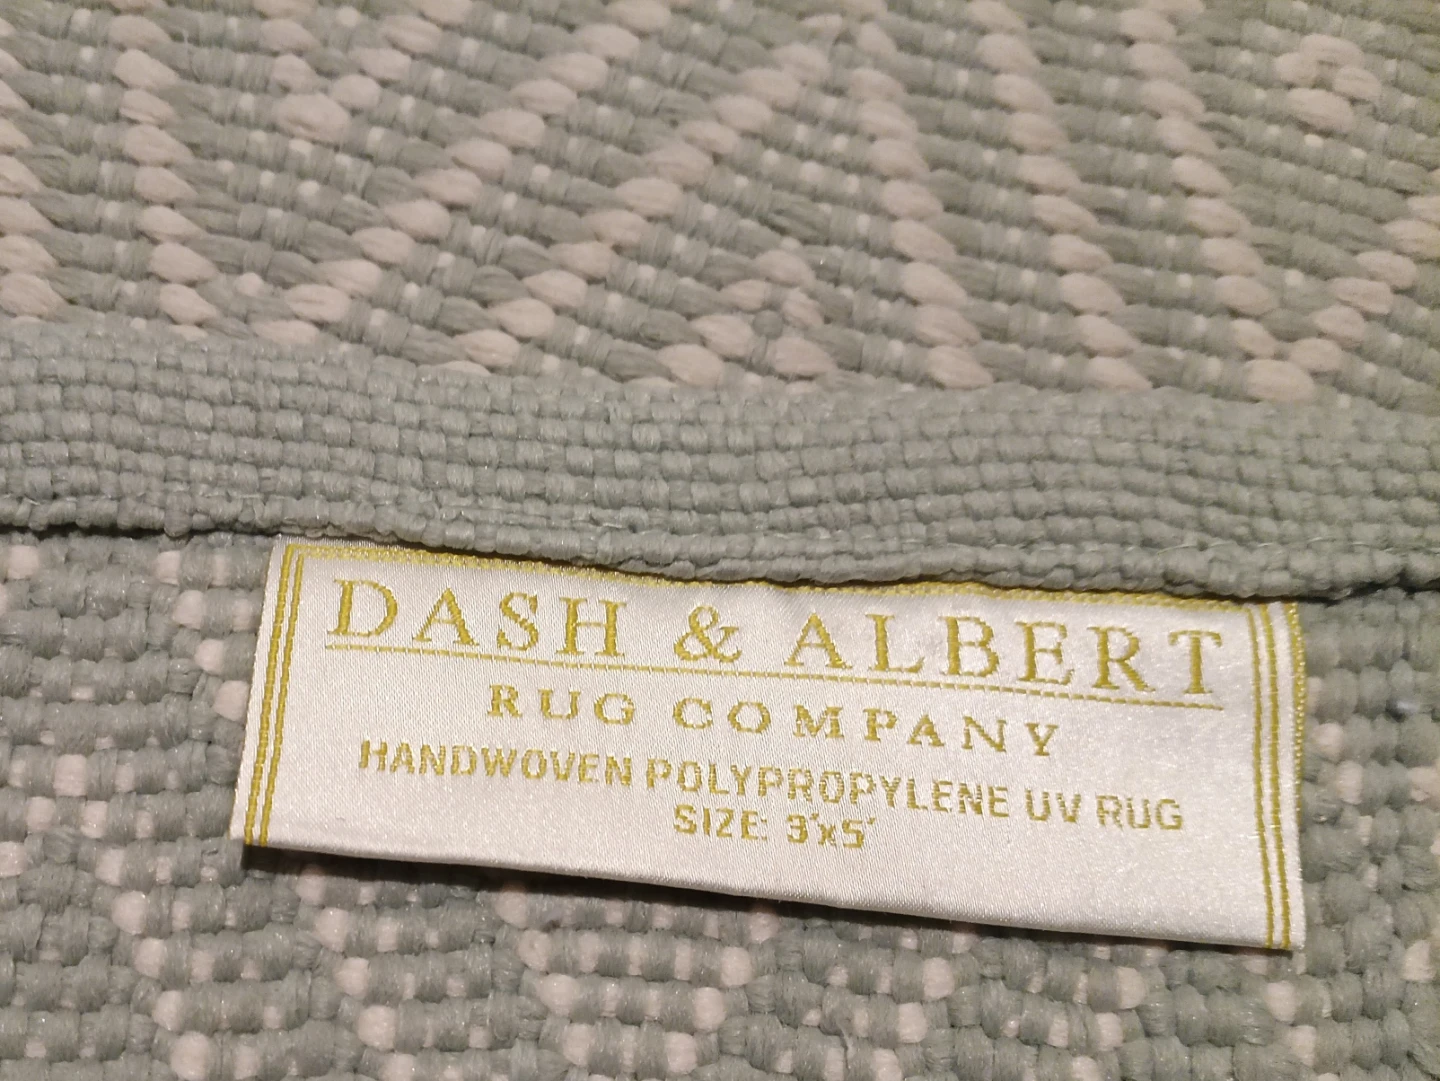 DASH & ALBERT
RUG COMPANY
HANDWOVEN POLYPROPYLENE UV RUG
SIZE: 3'x5'